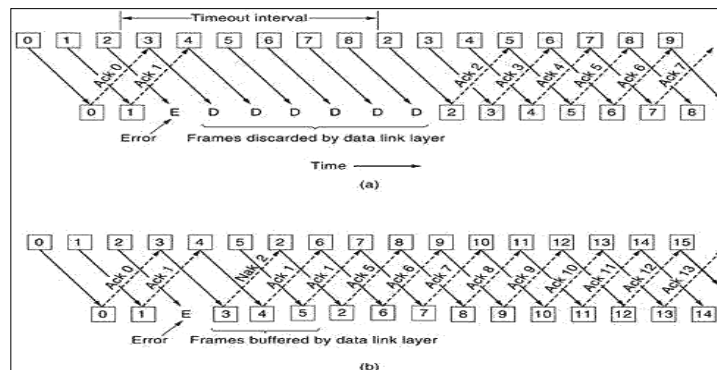 Timeout interval
0 1 2 3 4 5 6 7 8 2 3 4 5 6 7 8 9
Ack 0 Ack 1 Ack 2 Ack 3 Ack 4 Ack 5 Ack 6 Ack 7
0 1 E D D D D D D 2 3 4 5 6 7 8
Error Frames discarded by data link layer
Time
(a)
0 1 2 3 4 5 2 6 7 8 9 10 11 12 13 14 15
Ack 0 Ack 1 Nak 2 Ack 1 Ack 1 Ack 5 Ack 6 Ack 7 Ack 8 Ack 9 Ack 10 Ack 11 Ack 12 Ack 13
0 1 E 3 4 5 2 6 7 8 9 10 11 12 13 14
Error Frames buffered by data link layer
(b)